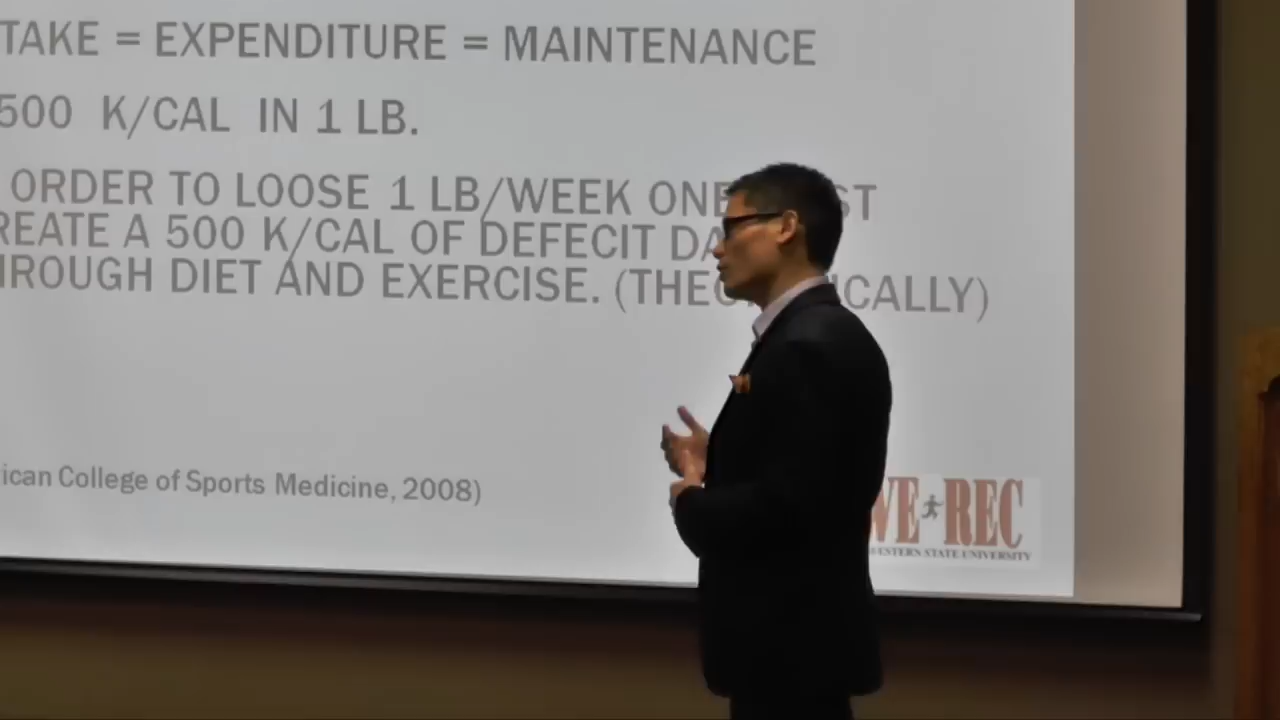 TAKE = EXPENDITURE = MAINTENANCE
500 K/CAL IN 1 LB.
ORDER TO LOOSE 1 LB/WEEK ONE ST
REATE A 500 K/CAL OF DEFECIT DA
HROUGH DIET AND EXERCISE. (THEO ICALLY)
ican College of Sports Medicine, 2008)
WE REC
WESTERN STATE UNIVERSITY